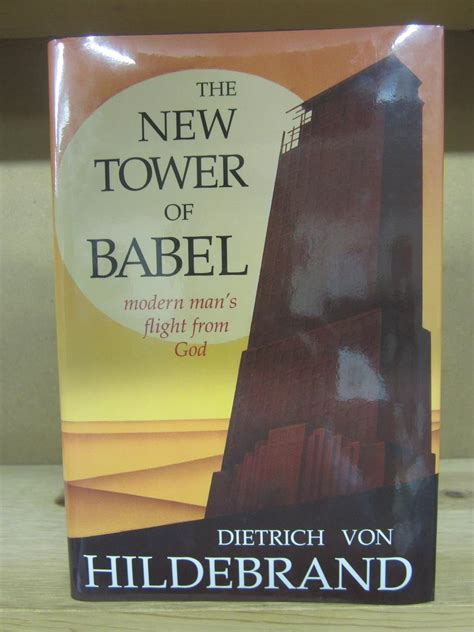 THE
NEW
TOWER
OF
BABEL
modern man's
flight from
God
DIETRICH VON
HILDEBRAND